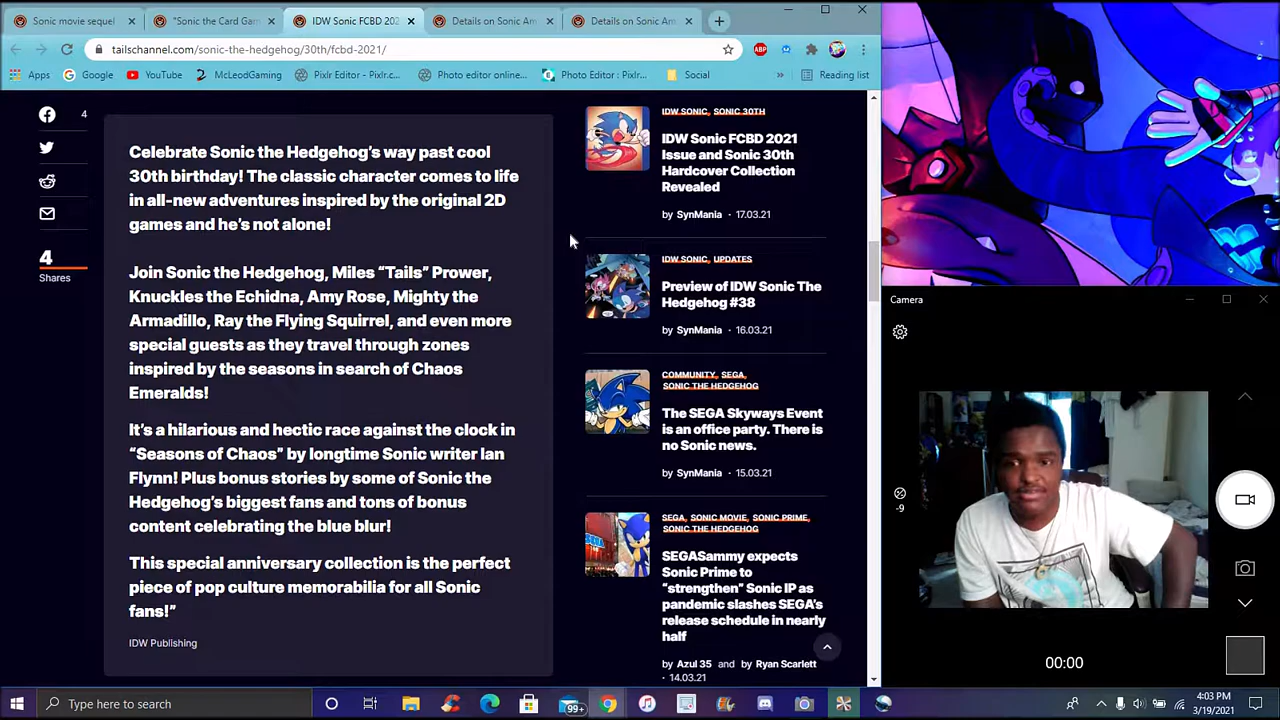 Sonic movie sequel
"Sonic the Card Gam
IDW Sonic FCBD 202
Details on Sonic Am
Details on Sonic Am
tailschannel.com/sonic-the-hedgehog/30th/fcbd-2021/
ABP
Apps
Google
YouTube
McLeodGaming
Pixlr Editor - Pixlr.c...
Photo editor online...
Photo Editor : Pixlr...
Social
»
Reading list
4
4
Shares
Celebrate Sonic the Hedgehog's way past cool
30th birthday! The classic character comes to life
in all-new adventures inspired by the original 2D
games and he's not alone!
Join Sonic the Hedgehog, Miles "Tails" Prower,
Knuckles the Echidna, Amy Rose, Mighty the
Armadillo, Ray the Flying Squirrel, and even more
special guests as they travel through zones
inspired by the seasons in search of Chaos
Emeralds!
It's a hilarious and hectic race against the clock in
"Seasons of Chaos" by longtime Sonic writer Ian
Flynn! Plus bonus stories by some of Sonic the
Hedgehog's biggest fans and tons of bonus
content celebrating the blue blur!
This special anniversary collection is the perfect
piece of pop culture memorabilia for all Sonic
fans!"
IDW Publishing
IDW SONIC, SONIC 30TH
IDW Sonic FCBD 2021
Issue and Sonic 30th
Hardcover Collection
Revealed
by SynMania · 17.03.21
IDW SONIC, UPDATES
Preview of IDW Sonic The
Hedgehog #38
by SynMania · 16.03.21
COMMUNITY, SEGA,
SONIC THE HEDGEHOG
The SEGA Skyways Event
is an office party. There is
no Sonic news.
by SynMania · 15.03.21
SEGA, SONIC MOVIE, SONIC PRIME,
SONIC THE HEDGEHOG
SEGASammy expects
Sonic Prime to
"strengthen" Sonic IP as
pandemic slashes SEGA's
release schedule in nearly
half
by Azul 35 and by Ryan Scarlett
· 14.03.21
Camera
-9
00:00
Type here to search
99+
4:03 PM
3/19/2021